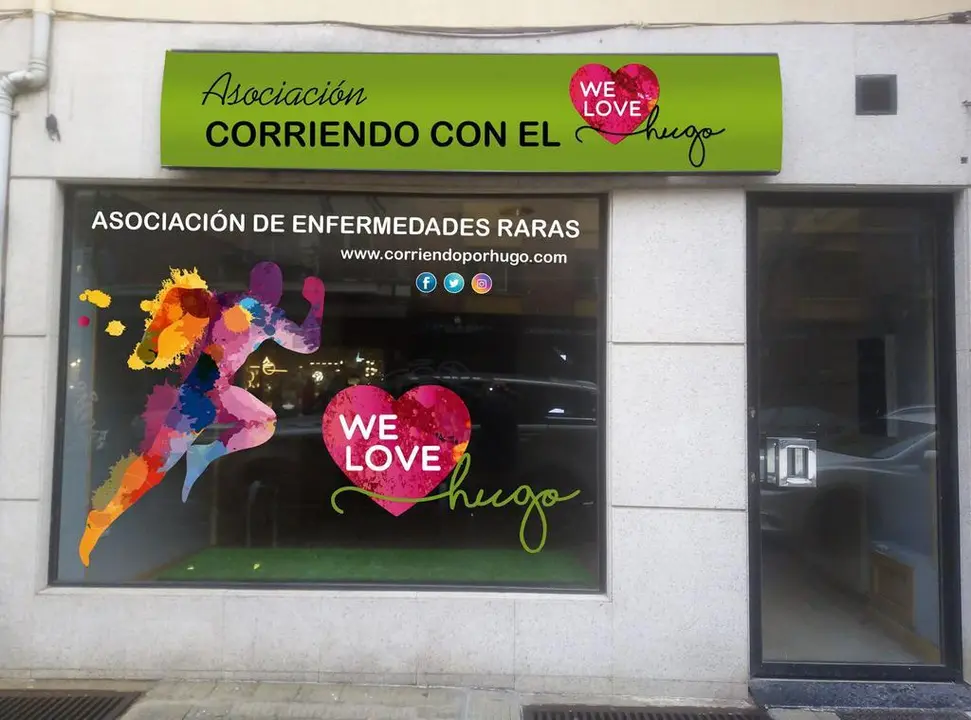 Asociación
CORRIENDO CON EL
WE
LOVE
hugo
ASOCIACIÓN DE ENFERMEDADES RARAS
www.corriendoporhugo.com
WE
LOVE
hugo